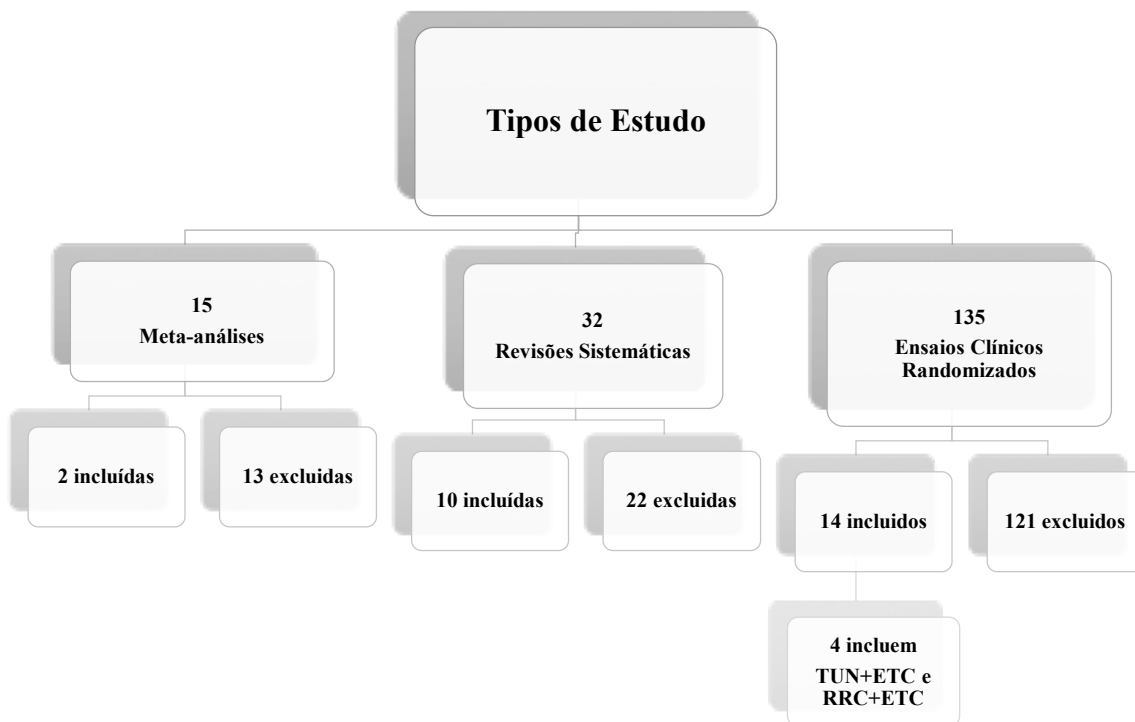 Tipos de Estudo
15
Meta-análises
32
Revisões Sistemáticas
135
Ensaios Clínicos
Randomizados
2 incluídas
13 excluidas
10 incluídas
22 excluidas
14 incluidos
121 excluidos
4 incluem
TUN+ETC e
RRC+ETC